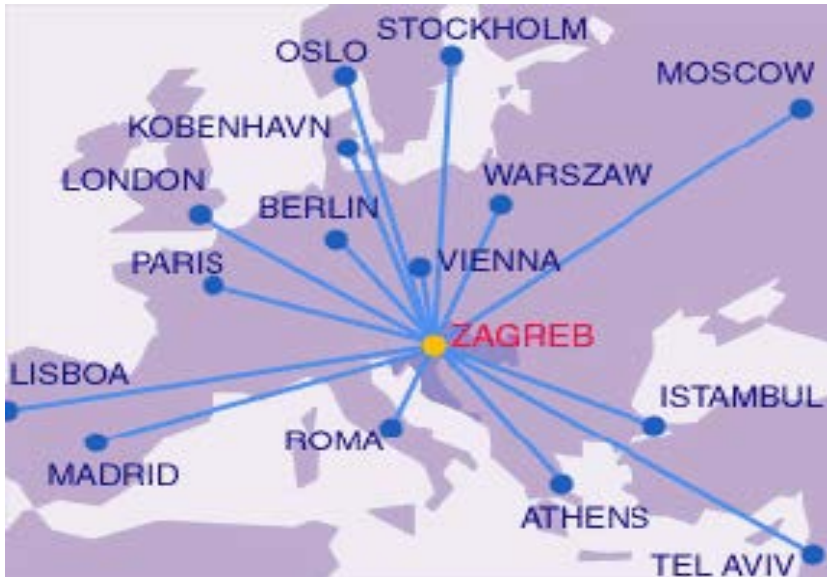 STOCKHOLM
OSLO
MOSCOW
KOBENHAVN
LONDON
WARSZAW
BERLIN
PARIS
VIENNA
ZAGREB
LISBOA
ISTAMBUL
ROMA
MADRID
ATHENS
TEL AVIV